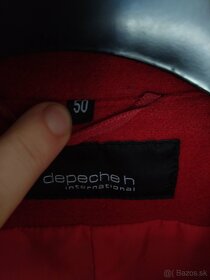 50
depeche h
international
Bazos.sk